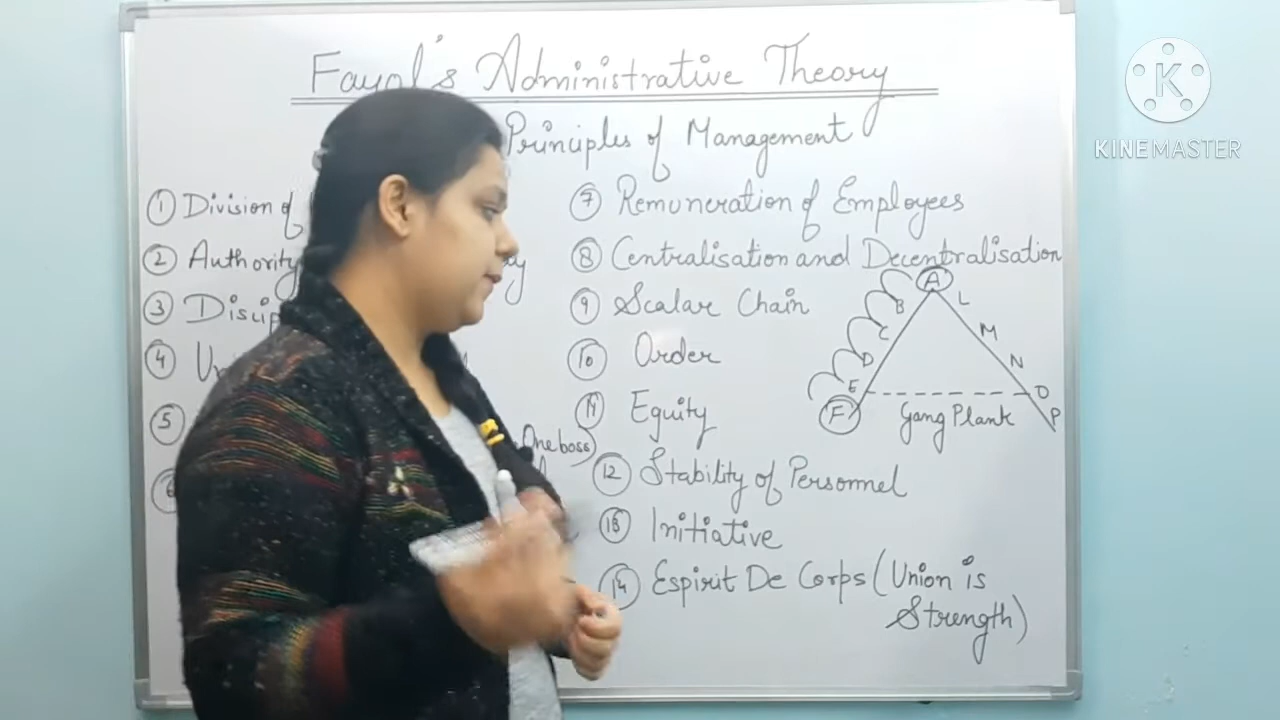 Fayol's Administrative Theory
Principles of Management
① Division of
② Authority
③ Discip
④ Un
⑤
⑥
(One boss)
⑦ Remuneration of Employees
⑧ Centralisation and Decentralisation
⑨ Scalar Chain
⑩ Order
⑪ Equity
⑫ Stability of Personnel
⑬ Initiative
⑭ Espirit De Corps (Union is
Strength)
A
B L
C M
D N
E O
F P
Gang Plank
K
KINEMASTER